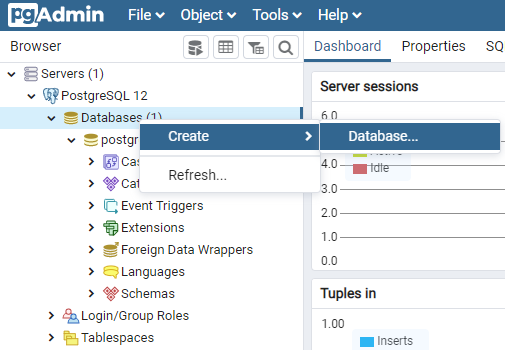 pgAdmin File Object Tools Help
Browser Dashboard Properties SQ
Servers (1)
PostgreSQL 12
Databases (1)
Create Database...
Refresh...
postgr
Cas
Cat
Event Triggers
Extensions
Foreign Data Wrappers
Languages
Schemas
Login/Group Roles
Tablespaces
Server sessions
6.0
Active
Idle
4.0
3.0
2.0
1.0
0.0
Tuples in
1.00
Inserts